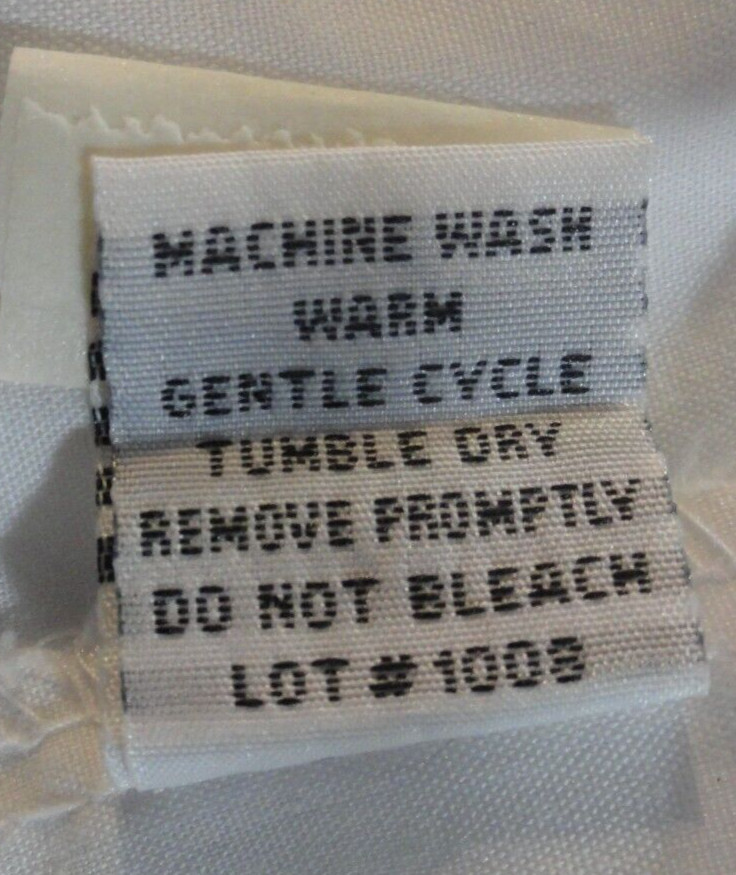 MACHINE WASH
WARM
GENTLE CYCLE
TUMBLE DRY
REMOVE PROMPTLY
DO NOT BLEACH
LOT # 1008